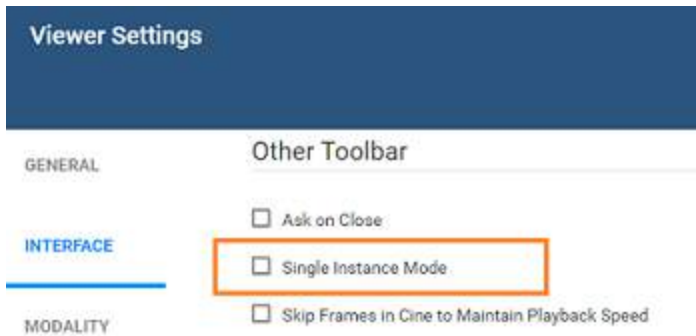 Viewer Settings
GENERAL
INTERFACE
MODALITY
Other Toolbar
Ask on Close
Single Instance Mode
Skip Frames in Cine to Maintain Playback Speed